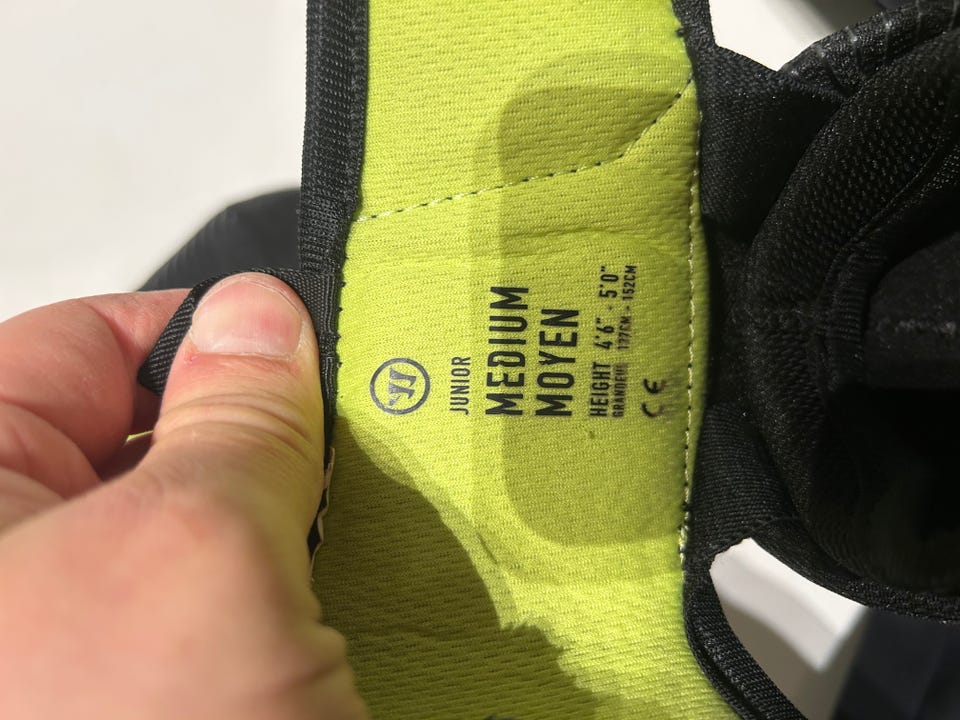 JUNIOR
MEDIUM
MOYEN
HEIGHT 4'6" - 5'0"
GRANDEUR 137CM - 152CM
CE